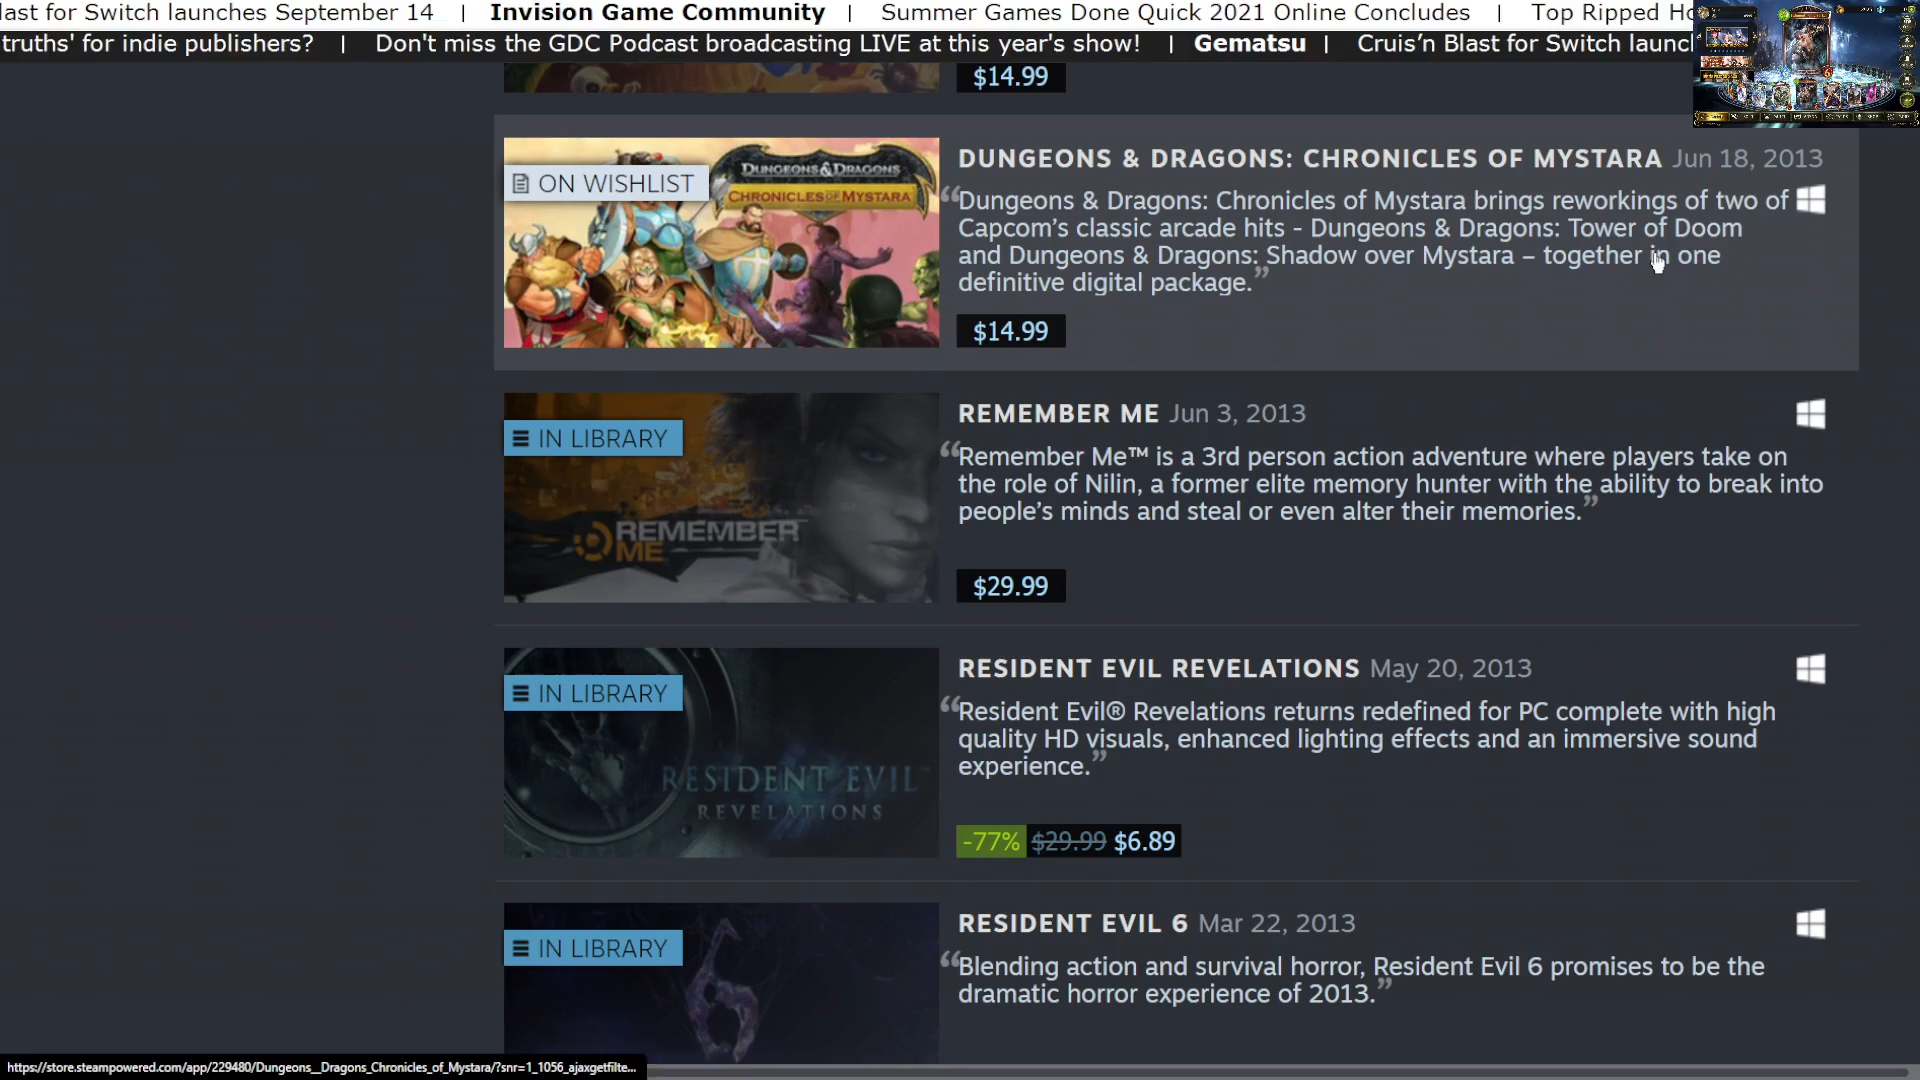 last for Switch launches September 14 | Invision Game Community | Summer Games Done Quick 2021 Online Concludes | Top Ripped
truths' for indie publishers? | Don't miss the GDC Podcast broadcasting LIVE at this year's show! | Gematsu | Cruis'n Blast for Switch
$14.99
ON WISHLIST
DUNGEONS & DRAGONS
CHRONICLES OF MYSTARA
DUNGEONS & DRAGONS: CHRONICLES OF MYSTARA Jun 18, 2013
“Dungeons & Dragons: Chronicles of Mystara brings reworkings of two of
Capcom’s classic arcade hits - Dungeons & Dragons: Tower of Doom
and Dungeons & Dragons: Shadow over Mystara – together in one
definitive digital package.”
$14.99
IN LIBRARY
REMEMBER
ME
REMEMBER ME Jun 3, 2013
“Remember Me™ is a 3rd person action adventure where players take on
the role of Nilin, a former elite memory hunter with the ability to break into
people’s minds and steal or even alter their memories.”
$29.99
IN LIBRARY
RESIDENT EVIL
REVELATIONS
RESIDENT EVIL REVELATIONS May 20, 2013
“Resident Evil® Revelations returns redefined for PC complete with high
quality HD visuals, enhanced lighting effects and an immersive sound
experience.”
-77% $29.99 $6.89
IN LIBRARY
RESIDENT EVIL 6 Mar 22, 2013
“Blending action and survival horror, Resident Evil 6 promises to be the
dramatic horror experience of 2013.”
https://store.steampowered.com/app/229480/Dungeons__Dragons_Chronicles_of_Mystara/?snr=1_1056_ajaxgetfilte...